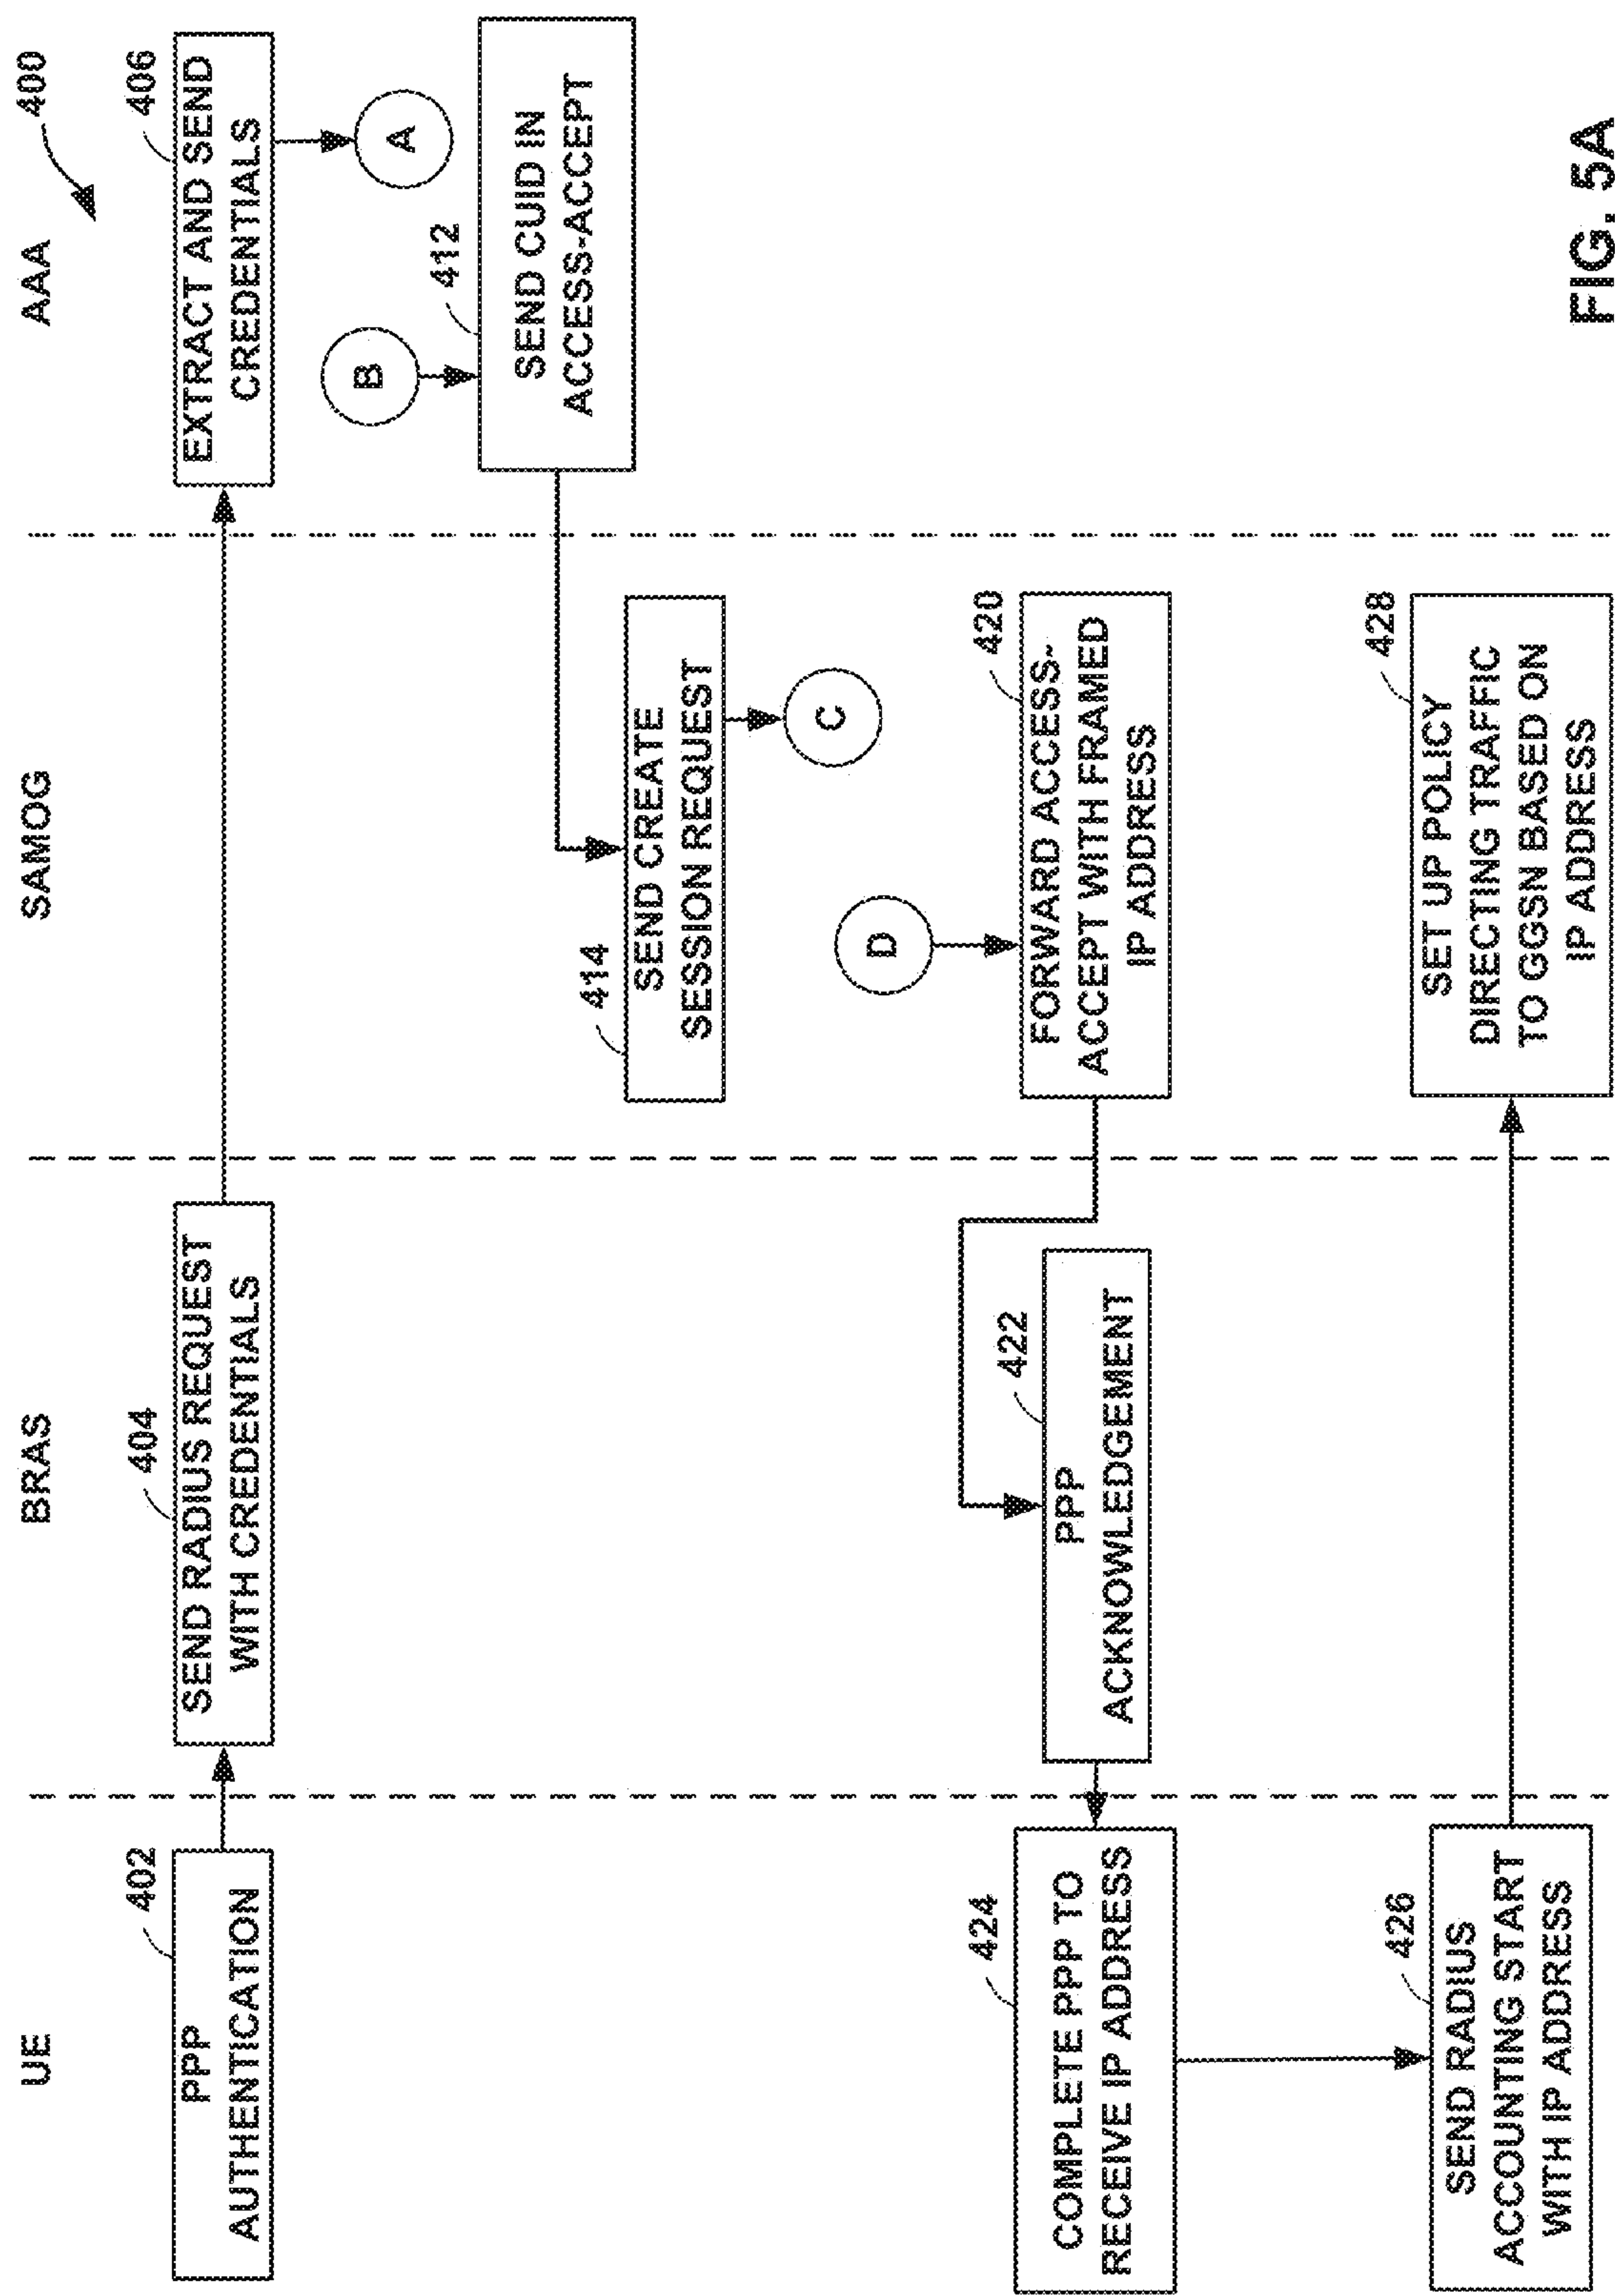 400
UE
BRAS
SAMOG
AAA
402
PPP
AUTHENTICATION
404
SEND RADIUS REQUEST
WITH CREDENTIALS
406
EXTRACT AND SEND
CREDENTIALS
A
B
412
SEND CUID IN
ACCESS-ACCEPT
414
SEND CREATE
SESSION REQUEST
C
D
420
FORWARD ACCESS-
ACCEPT WITH FRAMED
IP ADDRESS
422
PPP
ACKNOWLEDGEMENT
424
COMPLETE PPP TO
RECEIVE IP ADDRESS
426
SEND RADIUS
ACCOUNTING START
WITH IP ADDRESS
428
SET UP POLICY
DIRECTING TRAFFIC
TO GGSN BASED ON
IP ADDRESS
FIG. 5A